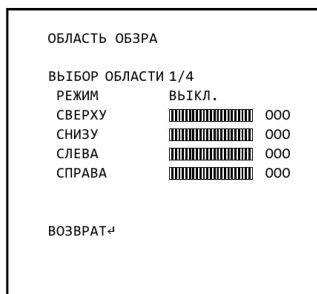 ОБЛАСТЬ ОБЗРА
ВЫБОР ОБЛАСТИ 1/4
РЕЖИМ ВЫКЛ.
СВЕРХУ 000
СНИЗУ 000
СЛЕВА 000
СПРАВА 000
ВОЗВРАТ↵